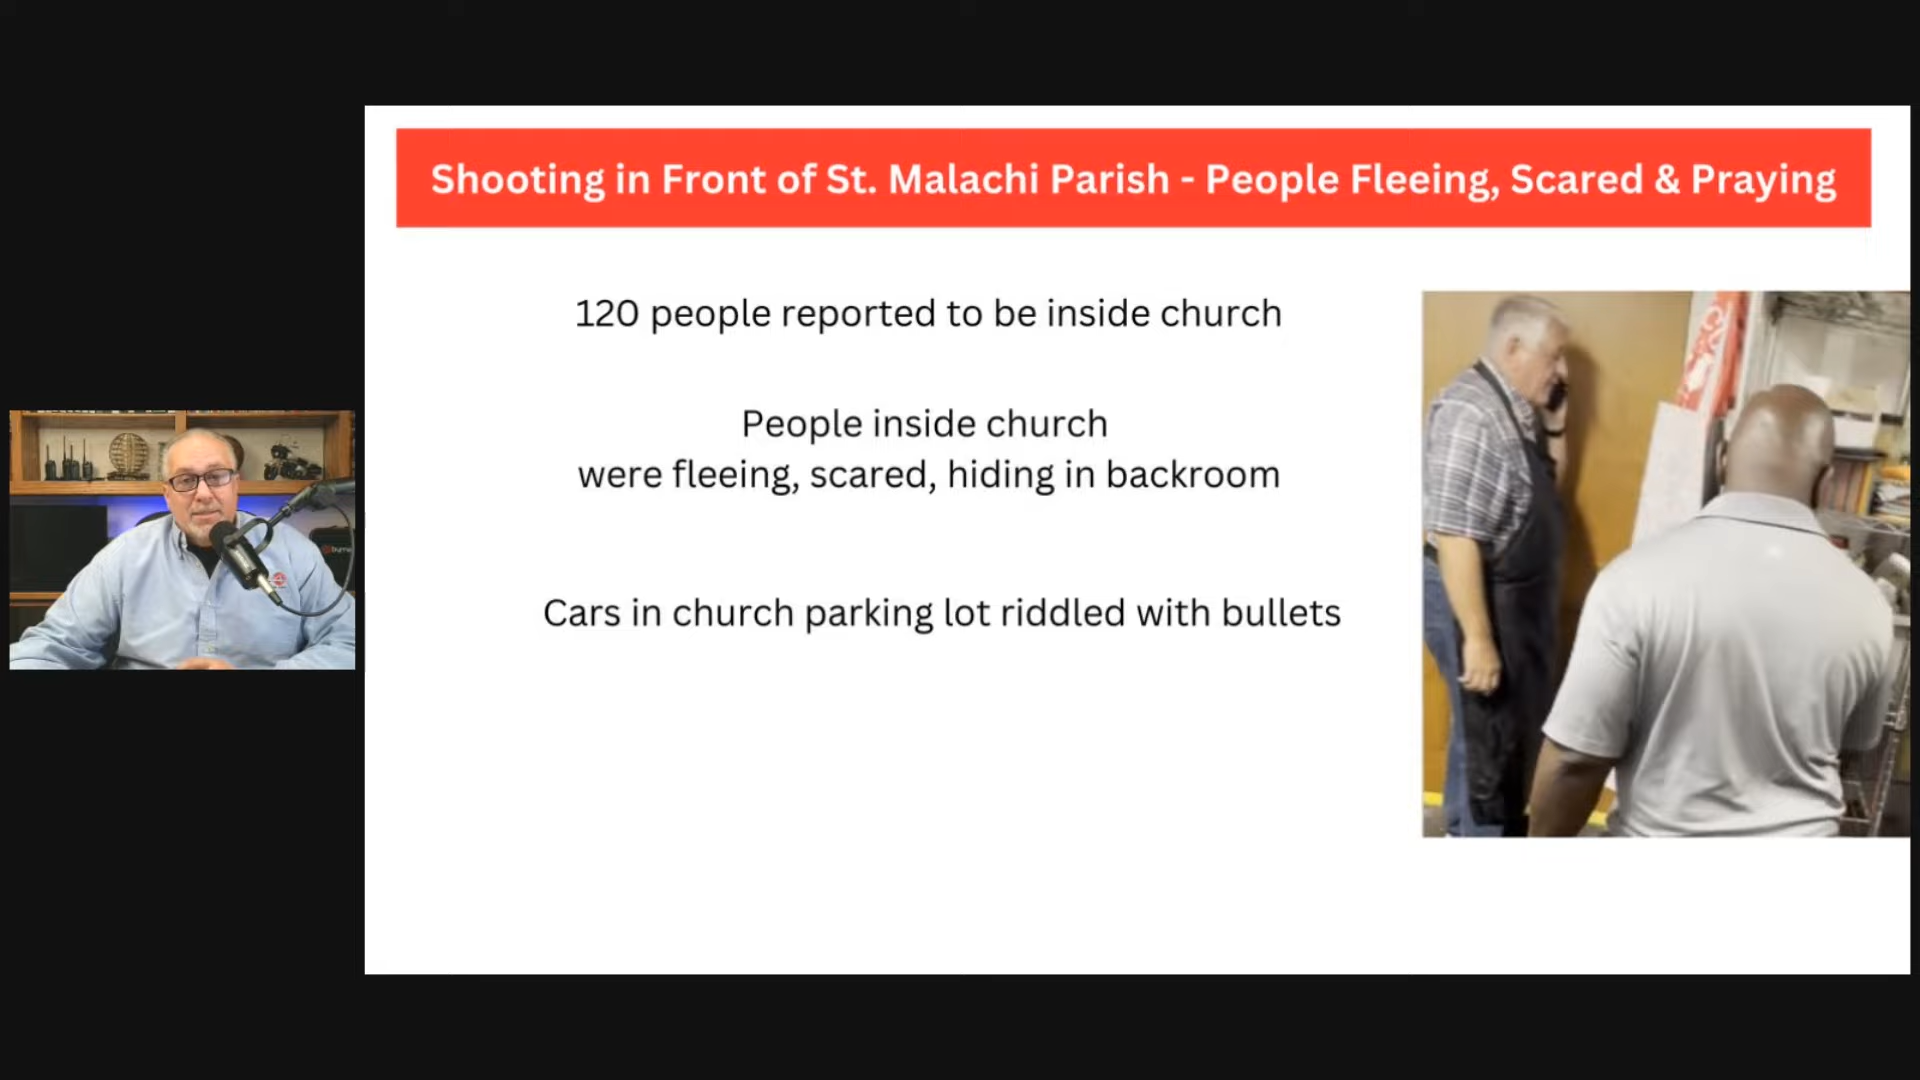 Shooting in Front of St. Malachi Parish - People Fleeing, Scared & Praying
120 people reported to be inside church
People inside church
were fleeing, scared, hiding in backroom
Cars in church parking lot riddled with bullets